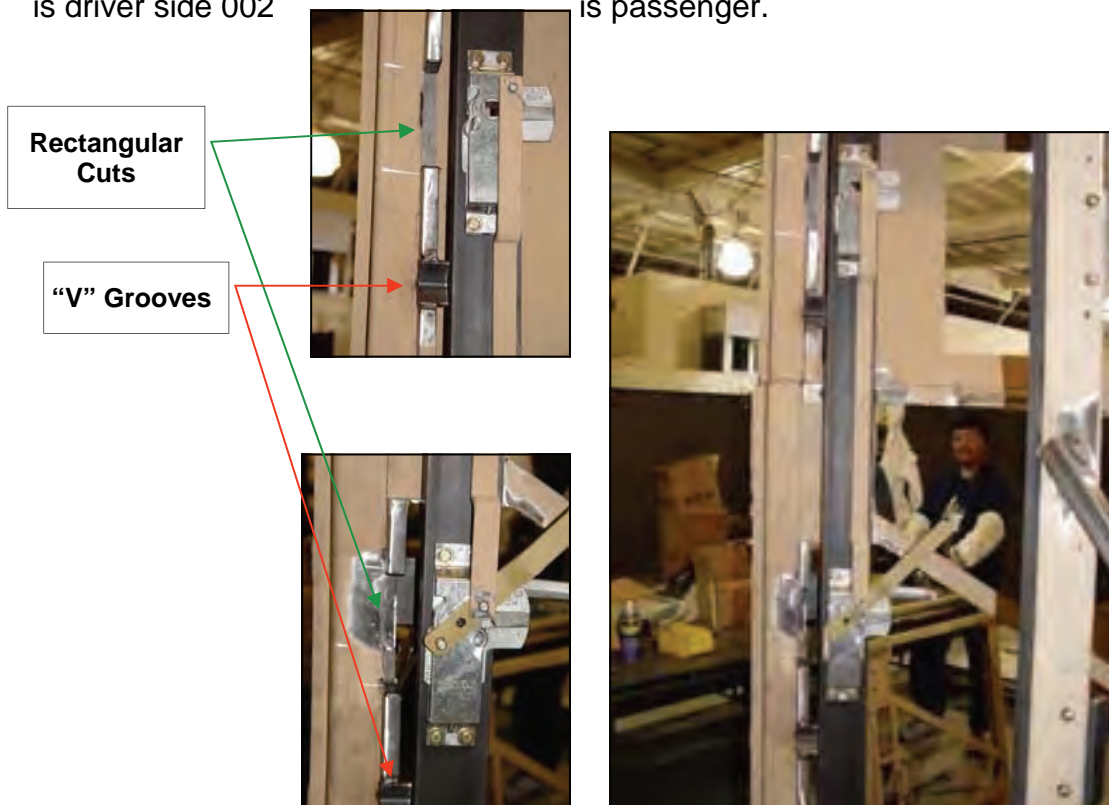 is driver side 002 is passenger.
Rectangular
Cuts
“V” Grooves